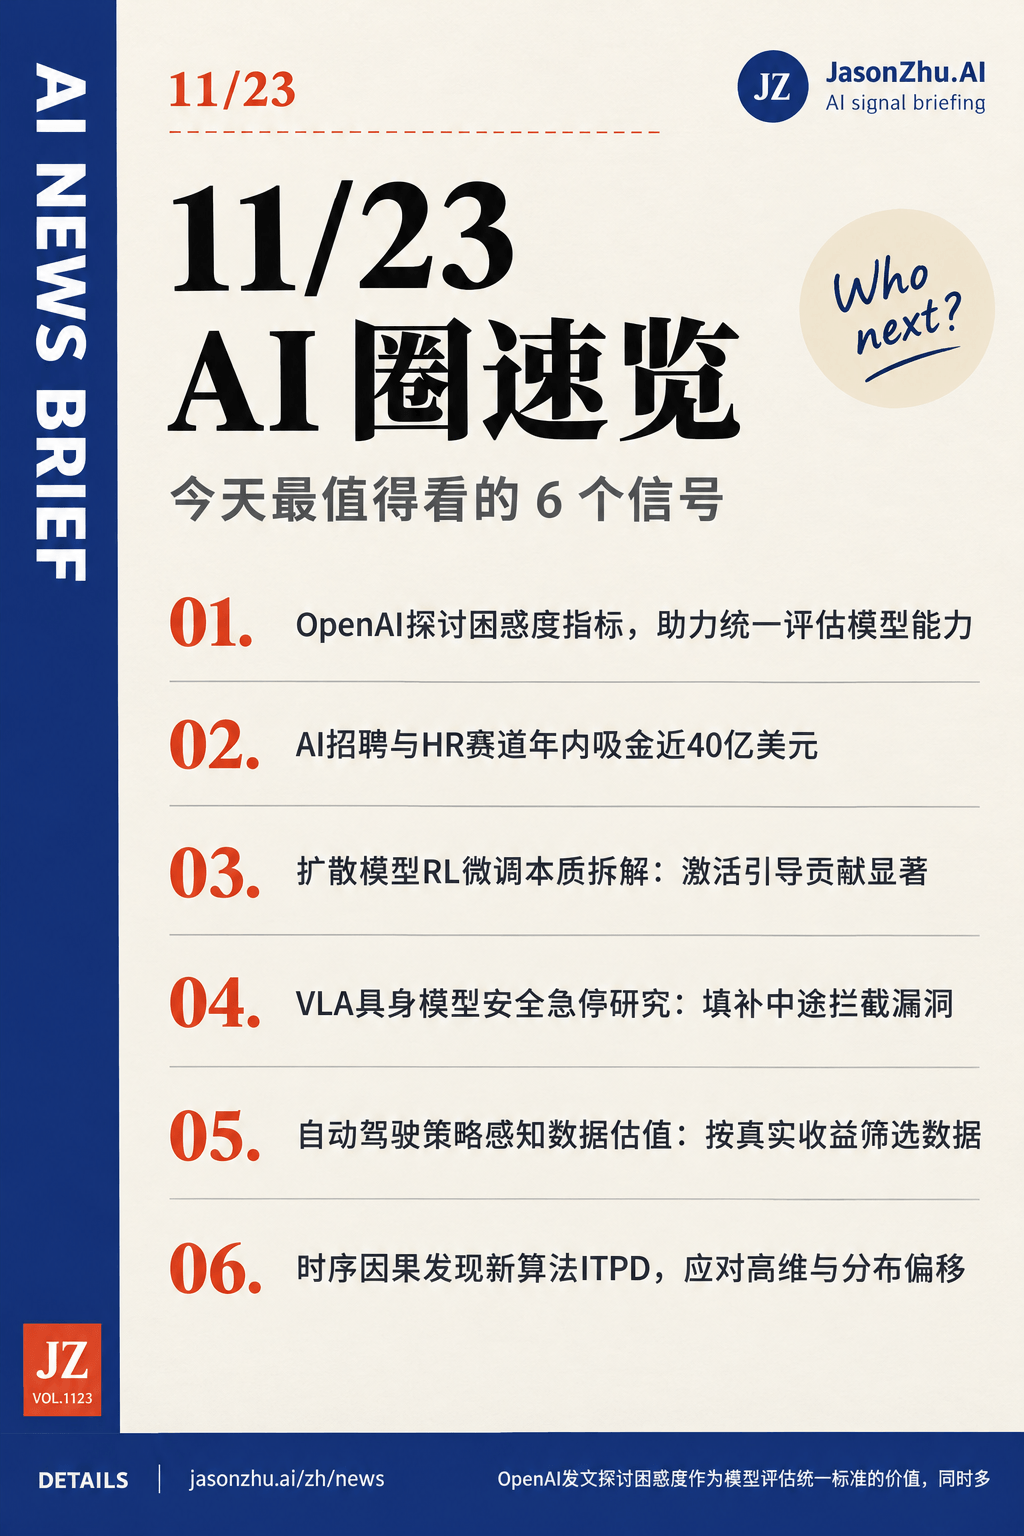 AI NEWS BRIEF
11/23
JZ
JasonZhu.AI
AI signal briefing
11/23
AI 圈速览
Who
next?
今天最值得看的 6 个信号
01. OpenAI探讨困惑度指标，助力统一评估模型能力
02. AI招聘与HR赛道年内吸金近40亿美元
03. 扩散模型RL微调本质拆解：激活引导贡献显著
04. VLA具身模型安全急停研究：填补中途拦截漏洞
05. 自动驾驶策略感知数据估值：按真实收益筛选数据
06. 时序因果发现新算法ITPD，应对高维与分布偏移
JZ
VOL.1123
DETAILS | jasonzhu.ai/zh/news
OpenAI发文探讨困惑度作为模型评估统一标准的价值，同时多